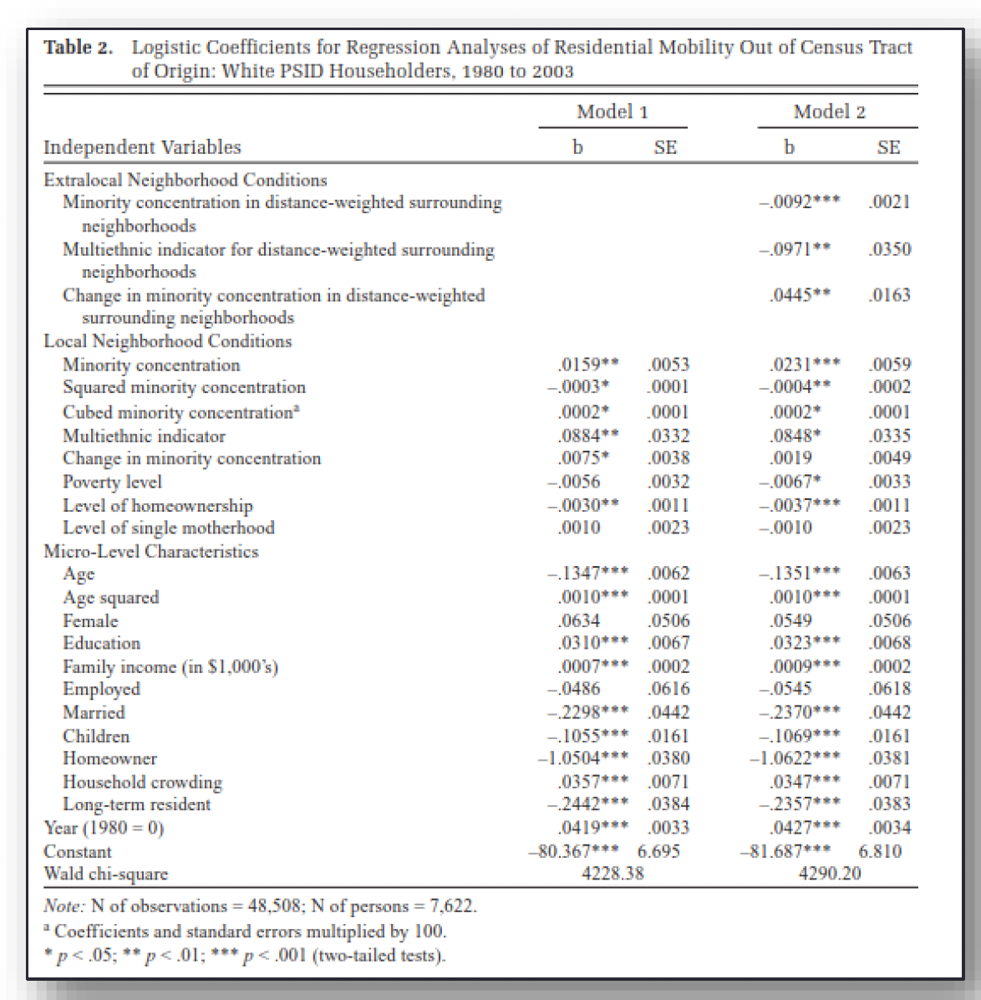 Table 2. Logistic Coefficients for Regression Analyses of Residential Mobility Out of Census Tract
of Origin: White PSID Householders, 1980 to 2003
Model 1 Model 2
Independent Variables b SE b SE
Extralocal Neighborhood Conditions
Minority concentration in distance-weighted surrounding –.0092*** .0021
neighborhoods
Multiethnic indicator for distance-weighted surrounding –.0971** .0350
neighborhoods
Change in minority concentration in distance-weighted .0445** .0163
surrounding neighborhoods
Local Neighborhood Conditions
Minority concentration .0159** .0053 .0231*** .0059
Squared minority concentration –.0003* .0001 –.0004** .0002
Cubed minority concentrationª .0002* .0001 .0002* .0001
Multiethnic indicator .0884** .0332 .0848* .0335
Change in minority concentration .0075* .0038 .0019 .0049
Poverty level –.0056 .0032 –.0067* .0033
Level of homeownership –.0030** .0011 –.0037*** .0011
Level of single motherhood .0010 .0023 –.0010 .0023
Micro-Level Characteristics
Age –.1347*** .0062 –.1351*** .0063
Age squared .0010*** .0001 .0010*** .0001
Female .0634 .0506 .0549 .0506
Education .0310*** .0067 .0323*** .0068
Family income (in $1,000’s) .0007*** .0002 .0009*** .0002
Employed –.0486 .0616 –.0545 .0618
Married –.2298*** .0442 –.2370*** .0442
Children –.1055*** .0161 –.1069*** .0161
Homeowner –1.0504*** .0380 –1.0622*** .0381
Household crowding .0357*** .0071 .0347*** .0071
Long-term resident –.2442*** .0384 –.2357*** .0383
Year (1980 = 0) .0419*** .0033 .0427*** .0034
Constant –80.367*** 6.695 –81.687*** 6.810
Wald chi-square 4228.38 4290.20
Note: N of observations = 48,508; N of persons = 7,622.
ª Coefficients and standard errors multiplied by 100.
* p < .05; ** p < .01; *** p < .001 (two-tailed tests).